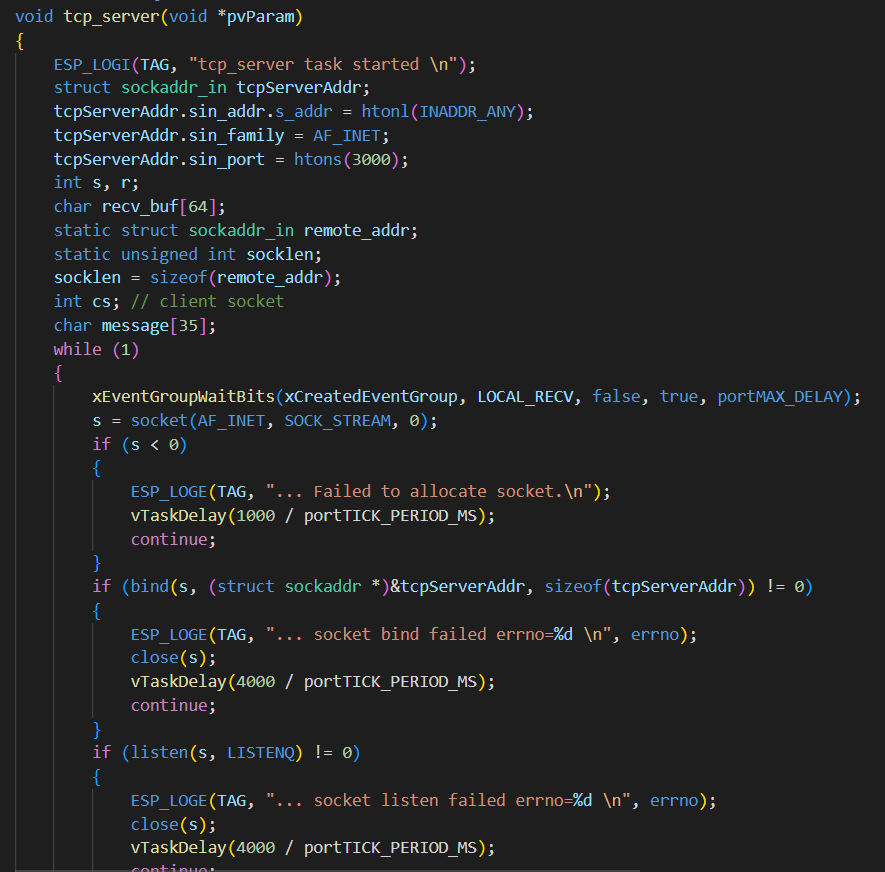 void tcp_server(void *pvParam)
{
    ESP_LOGI(TAG, "tcp_server task started \n");
    struct sockaddr_in tcpServerAddr;
    tcpServerAddr.sin_addr.s_addr = htonl(INADDR_ANY);
    tcpServerAddr.sin_family = AF_INET;
    tcpServerAddr.sin_port = htons(3000);
    int s, r;
    char recv_buf[64];
    static struct sockaddr_in remote_addr;
    static unsigned int socklen;
    socklen = sizeof(remote_addr);
    int cs; // client socket
    char message[35];
    while (1)
    {
        xEventGroupWaitBits(xCreatedEventGroup, LOCAL_RECV, false, true, portMAX_DELAY);
        s = socket(AF_INET, SOCK_STREAM, 0);
        if (s < 0)
        {
            ESP_LOGE(TAG, "... Failed to allocate socket.\n");
            vTaskDelay(1000 / portTICK_PERIOD_MS);
            continue;
        }
        if (bind(s, (struct sockaddr *)&tcpServerAddr, sizeof(tcpServerAddr)) != 0)
        {
            ESP_LOGE(TAG, "... socket bind failed errno=%d \n", errno);
            close(s);
            vTaskDelay(4000 / portTICK_PERIOD_MS);
            continue;
        }
        if (listen(s, LISTENQ) != 0)
        {
            ESP_LOGE(TAG, "... socket listen failed errno=%d \n", errno);
            close(s);
            vTaskDelay(4000 / portTICK_PERIOD_MS);
            continue;